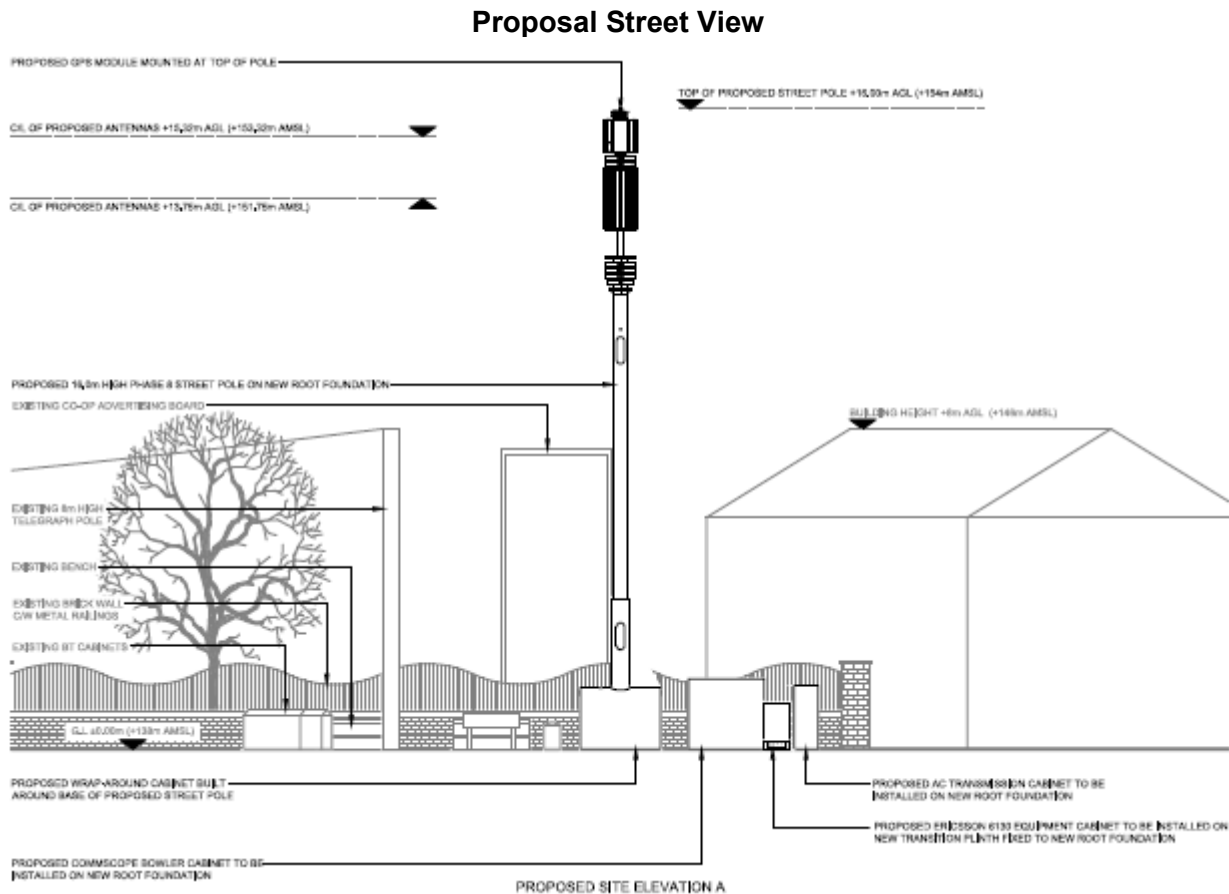 Proposal Street View
PROPOSED GPS MODULE MOUNTED AT TOP OF POLE
TOP OF PROPOSED STREET POLE +16.00m AGL (+154m AMSL)
C/L OF PROPOSED ANTENNAS +15.32m AGL (+153.32m AMSL)
C/L OF PROPOSED ANTENNAS +13.75m AGL (+151.75m AMSL)
PROPOSED 16.0m HIGH PHASE 8 STREET POLE ON NEW ROOT FOUNDATION
EXISTING CO-OP ADVERTISING BOARD
BUILDING HEIGHT +8m AGL (+146m AMSL)
EXISTING 8m HIGH
TELEGRAPH POLE
EXISTING BENCH
EXISTING BRICK WALL
C/W METAL RAILINGS
EXISTING BT CABINETS
G.L ±0.00m (+138m AMSL)
PROPOSED WRAP-AROUND CABINET BUILT
AROUND BASE OF PROPOSED STREET POLE
PROPOSED AC TRANSMISSION CABINET TO BE
INSTALLED ON NEW ROOT FOUNDATION
PROPOSED ERICSSON 6130 EQUIPMENT CABINET TO BE INSTALLED ON
NEW TRANSITION PLINTH FIXED TO NEW ROOT FOUNDATION
PROPOSED COMMSCOPE BOWLER CABINET TO BE
INSTALLED ON NEW ROOT FOUNDATION
PROPOSED SITE ELEVATION A